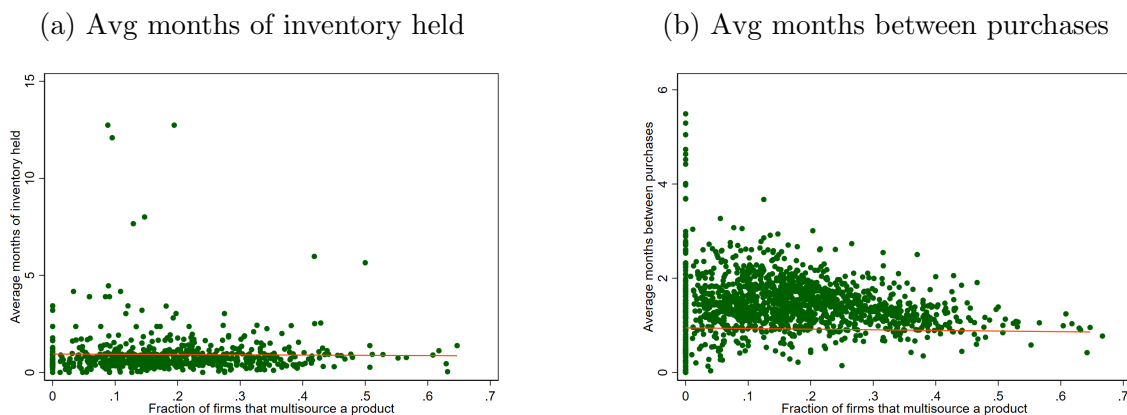 (a) Avg months of inventory held
(b) Avg months between purchases
Average months of inventory held
15
10
5
0
0 .1 .2 .3 .4 .5 .6 .7
Fraction of firms that multisource a product
Average months between purchases
6
4
2
0
0 .1 .2 .3 .4 .5 .6 .7
Fraction of firms that multisource a product